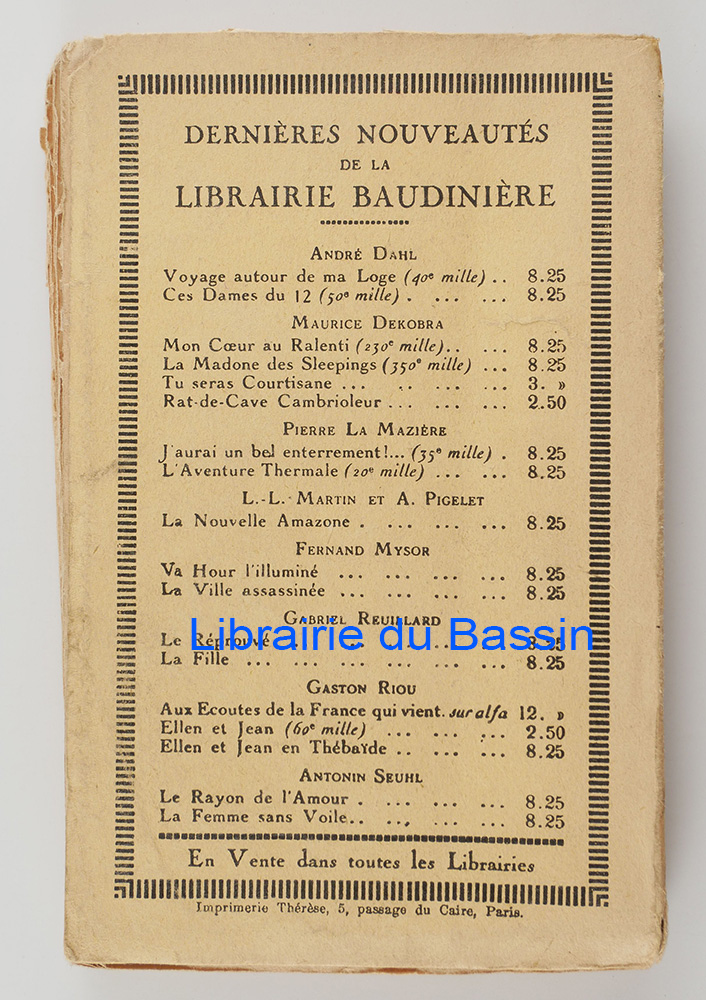 DERNIÈRES NOUVEAUTÉS
DE LA
LIBRAIRIE BAUDINIÈRE
ANDRÉ DAHL
Voyage autour de ma Loge (40e mille) .. 8.25
Ces Dames du 12 (50e mille) . ... ... 8.25
MAURICE DEKOBRA
Mon Cœur au Ralenti (230e mille).. ... 8.25
La Madone des Sleepings (350e mille) ... 8.25
Tu seras Courtisane ... .. ... ... 3. »
Rat-de-Cave Cambrioleur ... ... ... 2.50
PIERRE LA MAZIÈRE
J'aurai un bel enterrement!... (35e mille) . 8.25
L'Aventure Thermale (20e mille) ... ... 8.25
L.-L. MARTIN ET A. PIGELET
La Nouvelle Amazone . ... ... ... 8.25
FERNAND MYSOR
Va Hour l'illuminé ... ... ... ... 8.25
La Ville assassinée ... ... ... ... 8.25
GABRIEL REUILLARD
Le Réprouvé ... ... ... 8.25
Librairie du Bassin
La Fille ... ... ... ... ... ... 8.25
GASTON RIOU
Aux Ecoutes de la France qui vient. sur alfa 12. »
Ellen et Jean (60e mille) ... ... ... 2.50
Ellen et Jean en Thébaïde .. ... ... 8.25
ANTONIN SEUHL
Le Rayon de l'Amour . ... ... ... 8.25
La Femme sans Voile.. ... ... ... 8.25
En Vente dans toutes les Librairies
Imprimerie Thérèse, 5, passage du Caire, Paris.